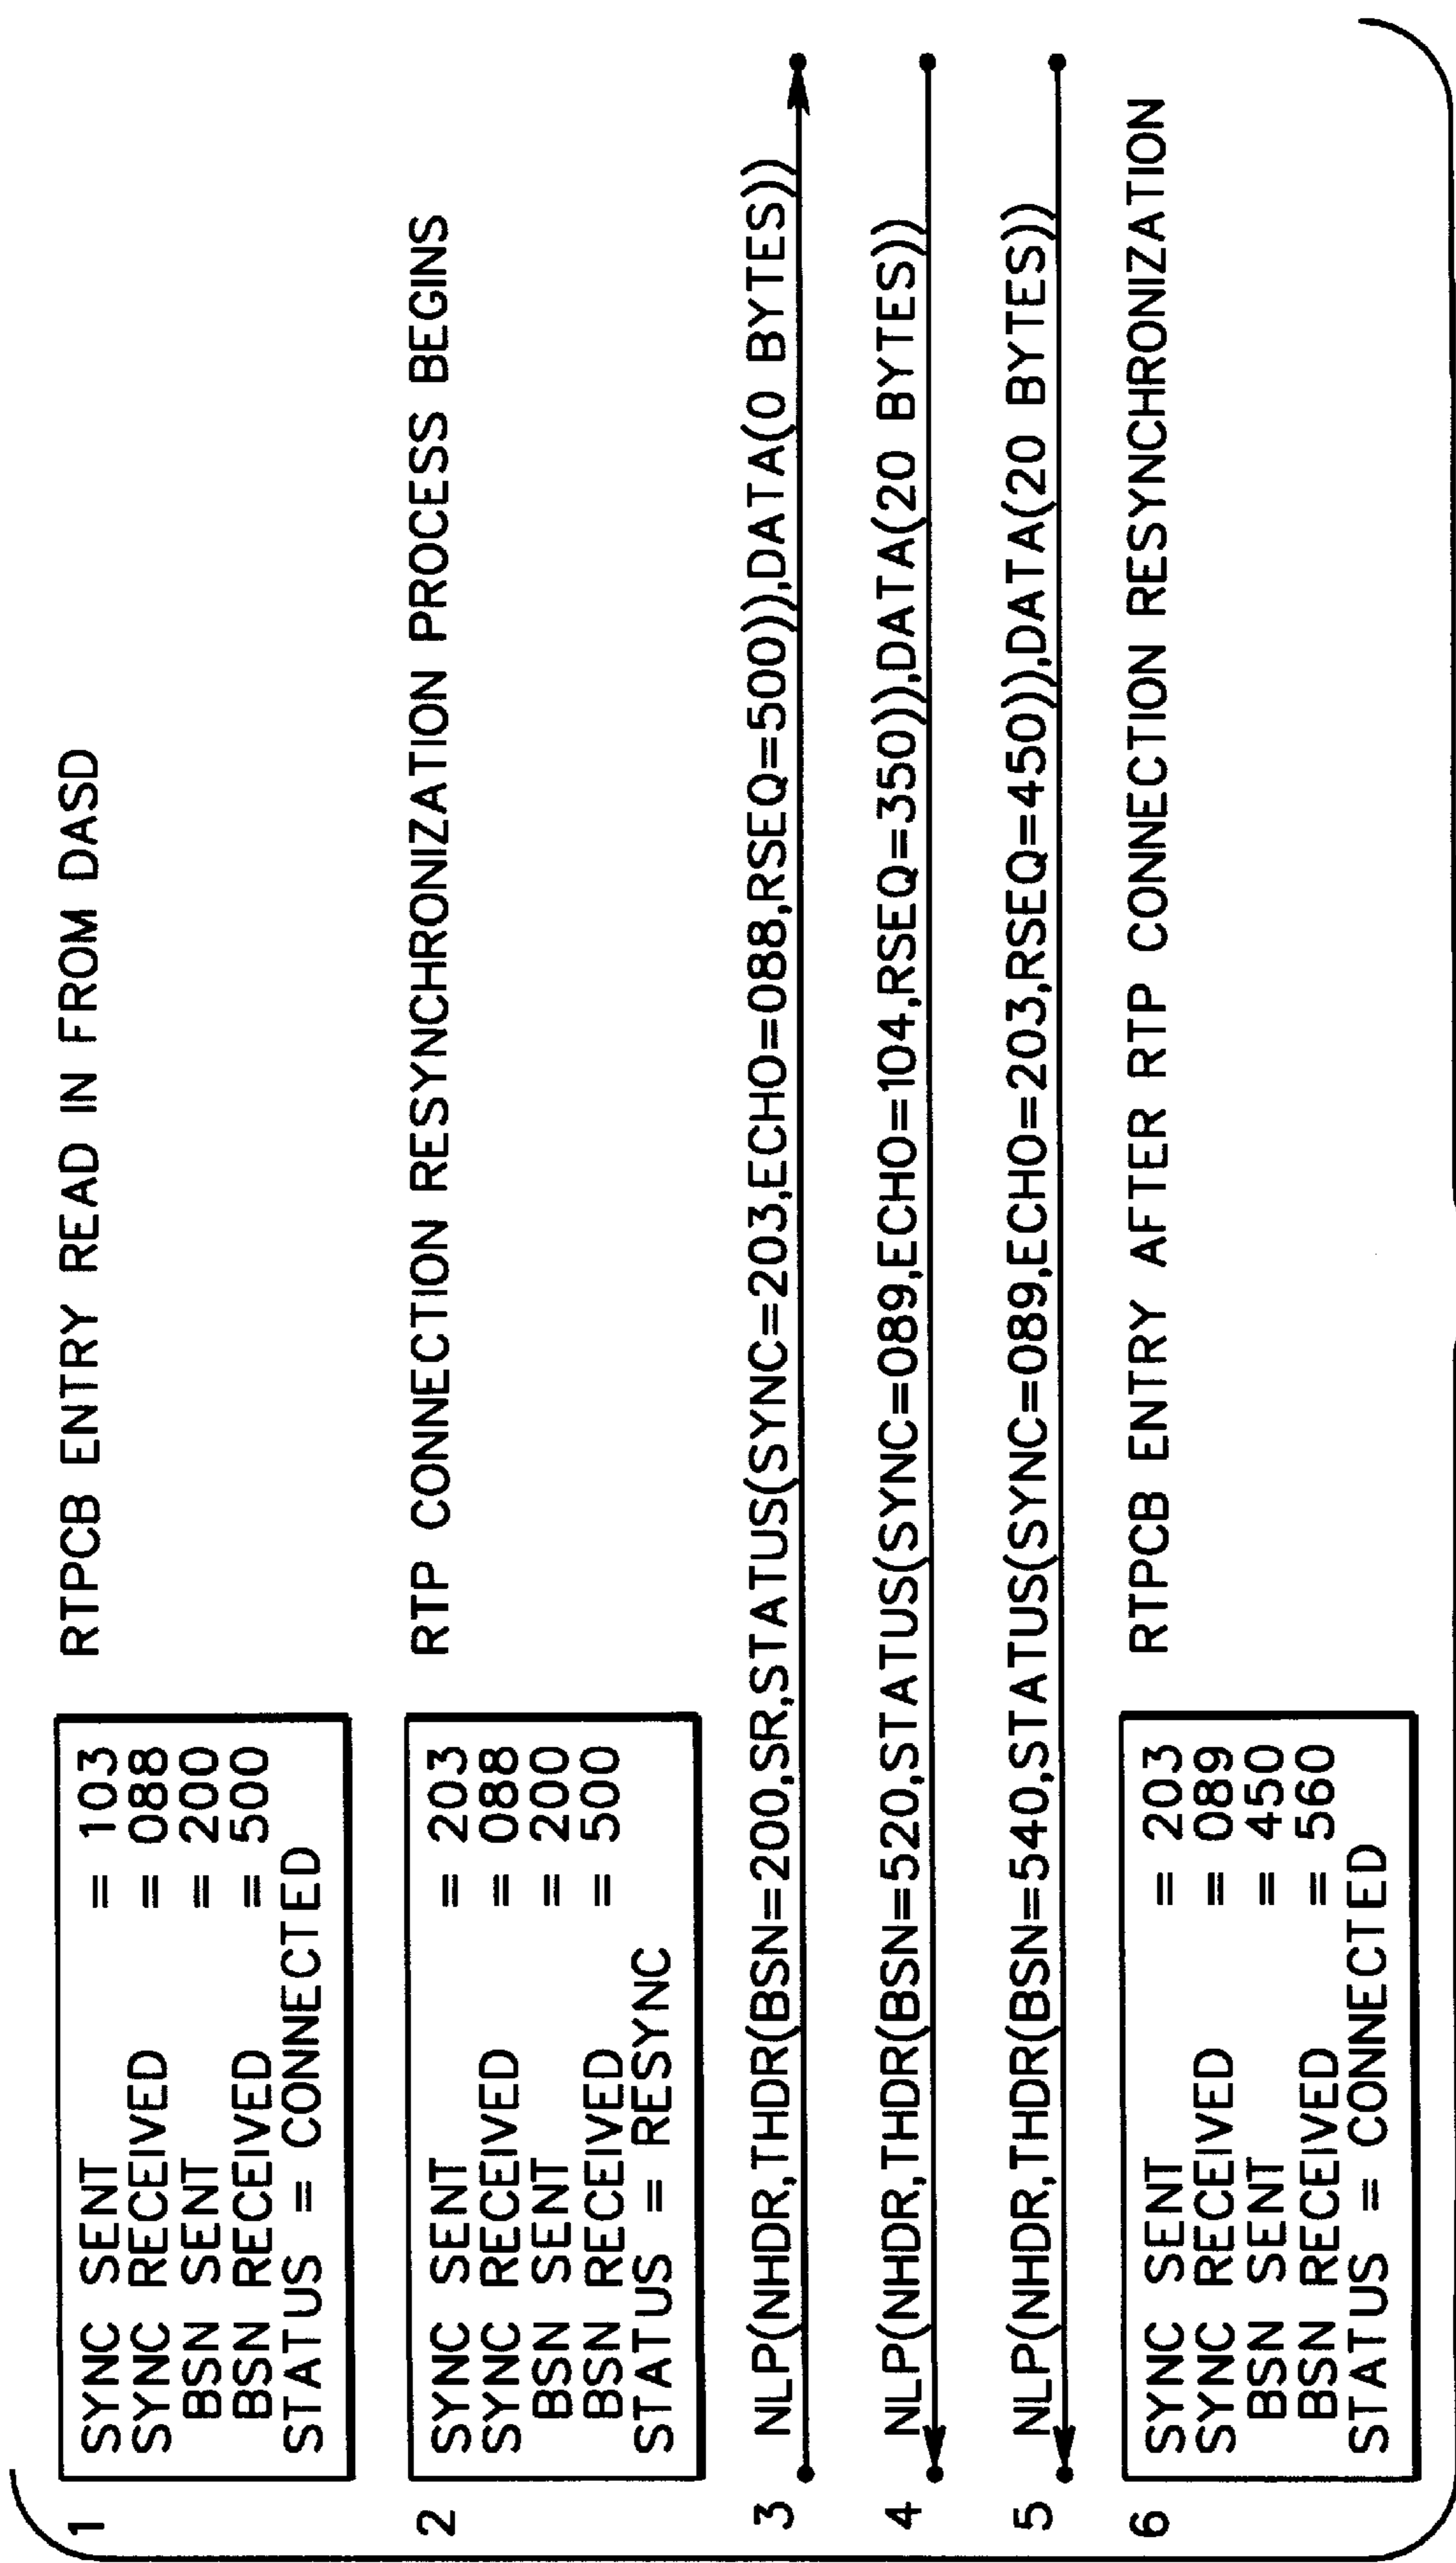 1
SYNC SENT = 103
SYNC RECEIVED = 088
BSN SENT = 200
BSN RECEIVED = 500
STATUS = CONNECTED
RTPCB ENTRY READ IN FROM DASD
2
SYNC SENT = 203
SYNC RECEIVED = 088
BSN SENT = 200
BSN RECEIVED = 500
STATUS = RESYNC
RTP CONNECTION RESYNCHRONIZATION PROCESS BEGINS
3 NLP(NHDR,THDR(BSN=200,SR,STATUS(SYNC=203,ECHO=088,RSEQ=500)),DATA(0 BYTES))
4 NLP(NHDR,THDR(BSN=520,STATUS(SYNC=089,ECHO=104,RSEQ=350)),DATA(20 BYTES))
5 NLP(NHDR,THDR(BSN=540,STATUS(SYNC=089,ECHO=203,RSEQ=450)),DATA(20 BYTES))
6
SYNC SENT = 203
SYNC RECEIVED = 089
BSN SENT = 450
BSN RECEIVED = 560
STATUS = CONNECTED
RTPCB ENTRY AFTER RTP CONNECTION RESYNCHRONIZATION